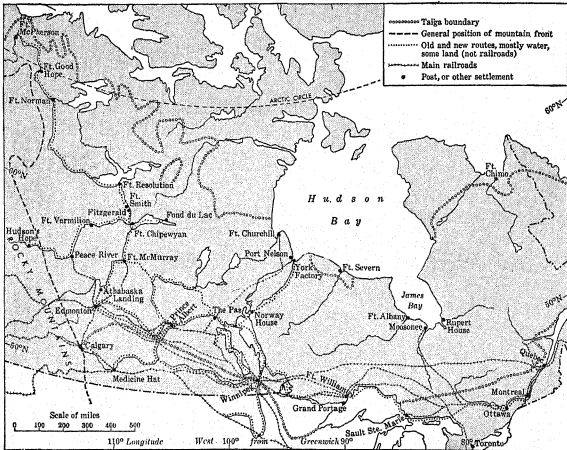 Taiga boundary
General position of mountain front
Old and new routes, mostly water,
some land (not railroads)
Main railroads
Post, or other settlement
Ft.
McPherson
Ft. Good
Hope
Ft. Norman
ARCTIC CIRCLE
60°N
60°N
Ft. Resolution
Ft.
Smith
Fitzgerald
Fond du Lac
Ft. Vermilion
Ft. Chipewyan
Hudson's
Hope
Peace River
Ft. McMurray
ROCKY MOUNTAINS
Athabaska
Landing
Edmonton
Prince
Albert
The Pas
Norway
House
Ft. Churchill
Port Nelson
York
Factory
Ft. Severn
Hudson
Bay
Ft. Chimo
James
Bay
Ft. Albany
Moosonee
Rupert
House
50°N
50°N
Calgary
Medicine Hat
Winnipeg
Ft. William
Grand Portage
Sault Ste. Marie
Quebec
Montreal
Ottawa
Toronto
Scale of miles
0 100 200 300 400 500
110° Longitude West 100° from Greenwich 90°
80°